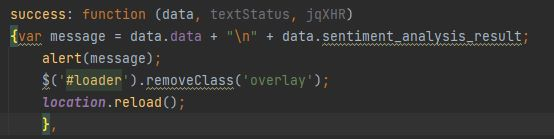 success: function (data, textStatus, jqXHR)
{var message = data.data + "\n" + data.sentiment_analysis_result;
alert(message);
$('#loader').removeClass('overlay');
location.reload();
},